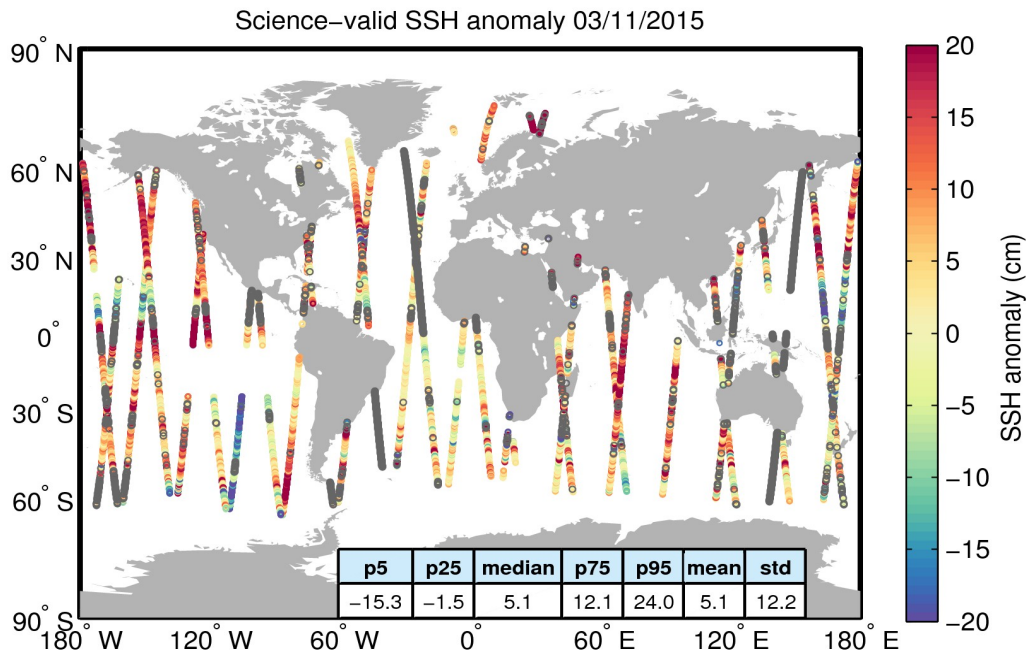 Science−valid SSH anomaly 03/11/2015
90° N
60° N
30° N
0°
30° S
60° S
90° S
180° W
120° W
60° W
0°
60° E
120° E
180° E
p5 p25 median p75 p95 mean std
−15.3 −1.5 5.1 12.1 24.0 5.1 12.2
20
15
10
5
0
−5
−10
−15
−20
SSH anomaly (cm)